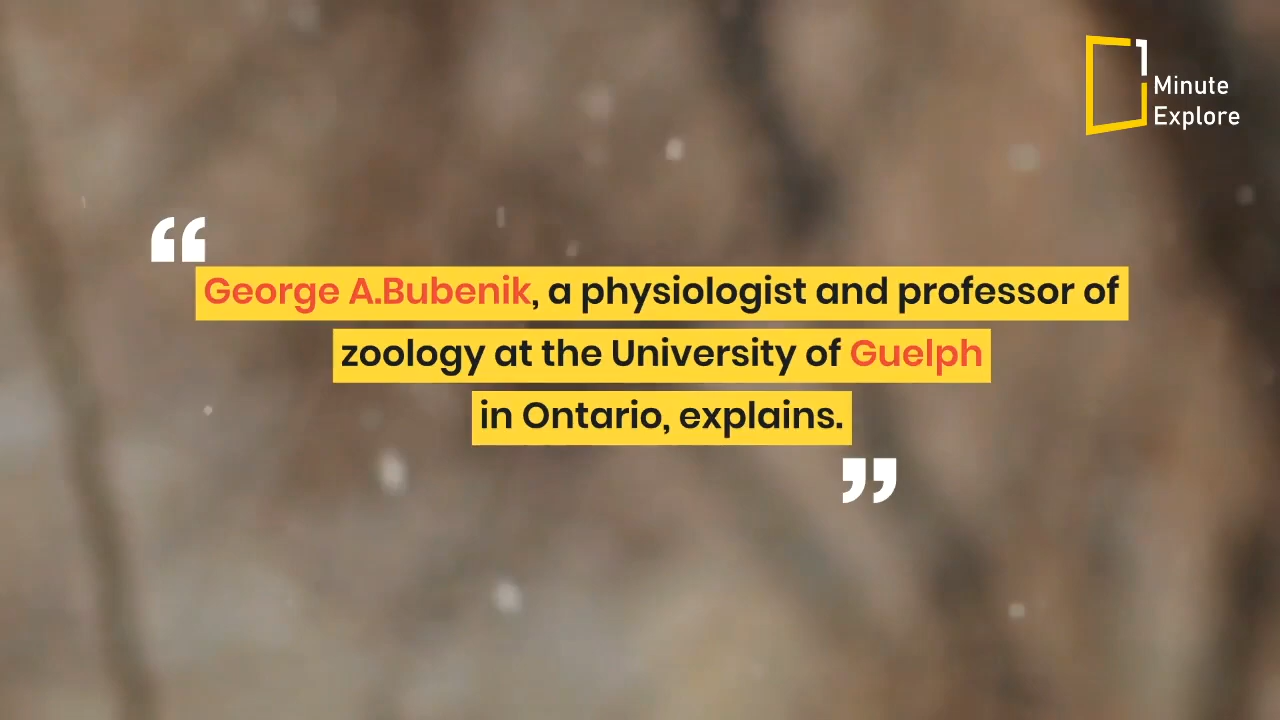 1 Minute
Explore
“
George A.Bubenik, a physiologist and professor of
zoology at the University of Guelph
in Ontario, explains.
”